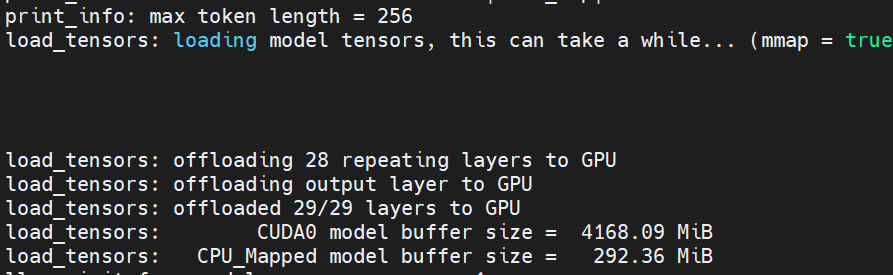 print_info: max token length = 256
load_tensors: loading model tensors, this can take a while... (mmap = true
load_tensors: offloading 28 repeating layers to GPU
load_tensors: offloading output layer to GPU
load_tensors: offloaded 29/29 layers to GPU
load_tensors: CUDA0 model buffer size = 4168.09 MiB
load_tensors: CPU_Mapped model buffer size = 292.36 MiB